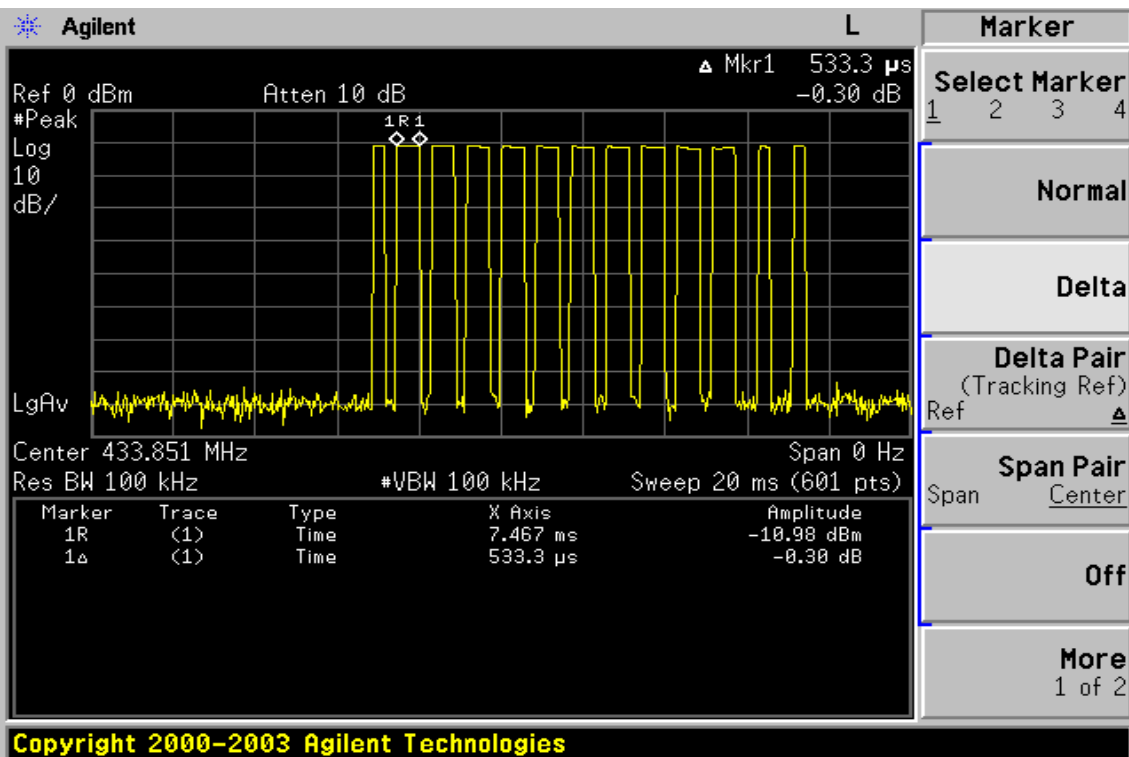 Agilent L Marker
Δ Mkr1 533.3 µs
Ref 0 dBm Atten 10 dB -0.30 dB
#Peak
Log
10
dB/
1R 1
LgAv
Center 433.851 MHz Span 0 Hz
Res BW 100 kHz #VBW 100 kHz Sweep 20 ms (601 pts)
Marker Trace Type X Axis Amplitude
1R (1) Time 7.467 ms -10.98 dBm
1Δ (1) Time 533.3 µs -0.30 dB
Select Marker
1 2 3 4
Normal
Delta
Delta Pair
(Tracking Ref)
Ref Δ
Span Pair
Span Center
Off
More
1 of 2
Copyright 2000-2003 Agilent Technologies